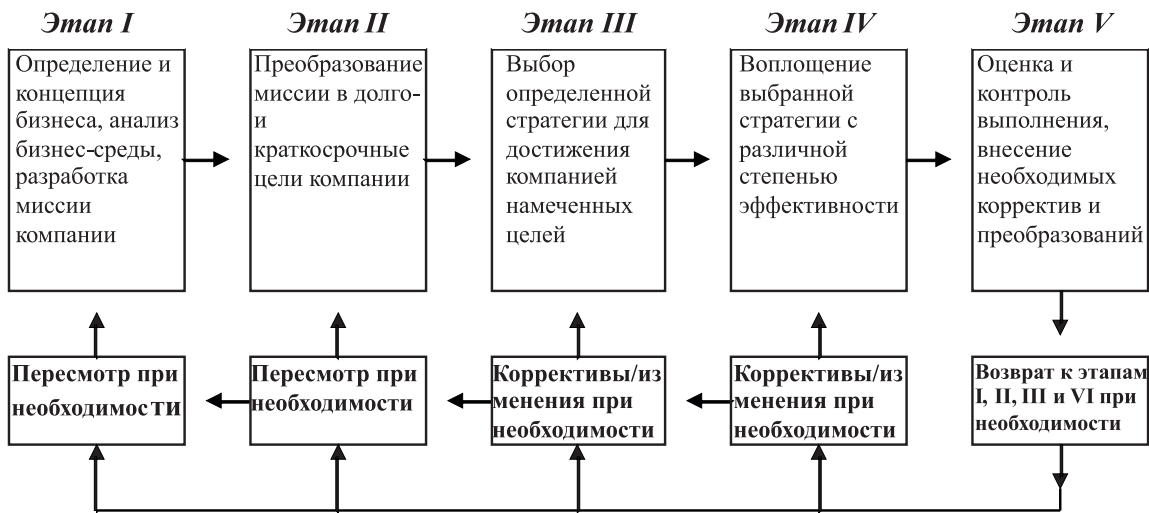 Этап I
Этап II
Этап III
Этап IV
Этап V
Определение и
концепция
бизнеса, анализ
бизнес-среды,
разработка
миссии
компании
Преобразование
миссии в долго-
и
краткосрочные
цели компании
Выбор
определенной
стратегии для
достижения
компанией
намеченных
целей
Воплощение
выбранной
стратегии с
различной
степенью
эффективности
Оценка и
контроль
выполнения,
внесение
необходимых
корректив и
преобразований
Пересмотр при
необходимости
Пересмотр при
необходимости
Коррективы/из
менения при
необходимости
Коррективы/из
менения при
необходимости
Возврат к этапам
I, II, III и VI при
необходимости